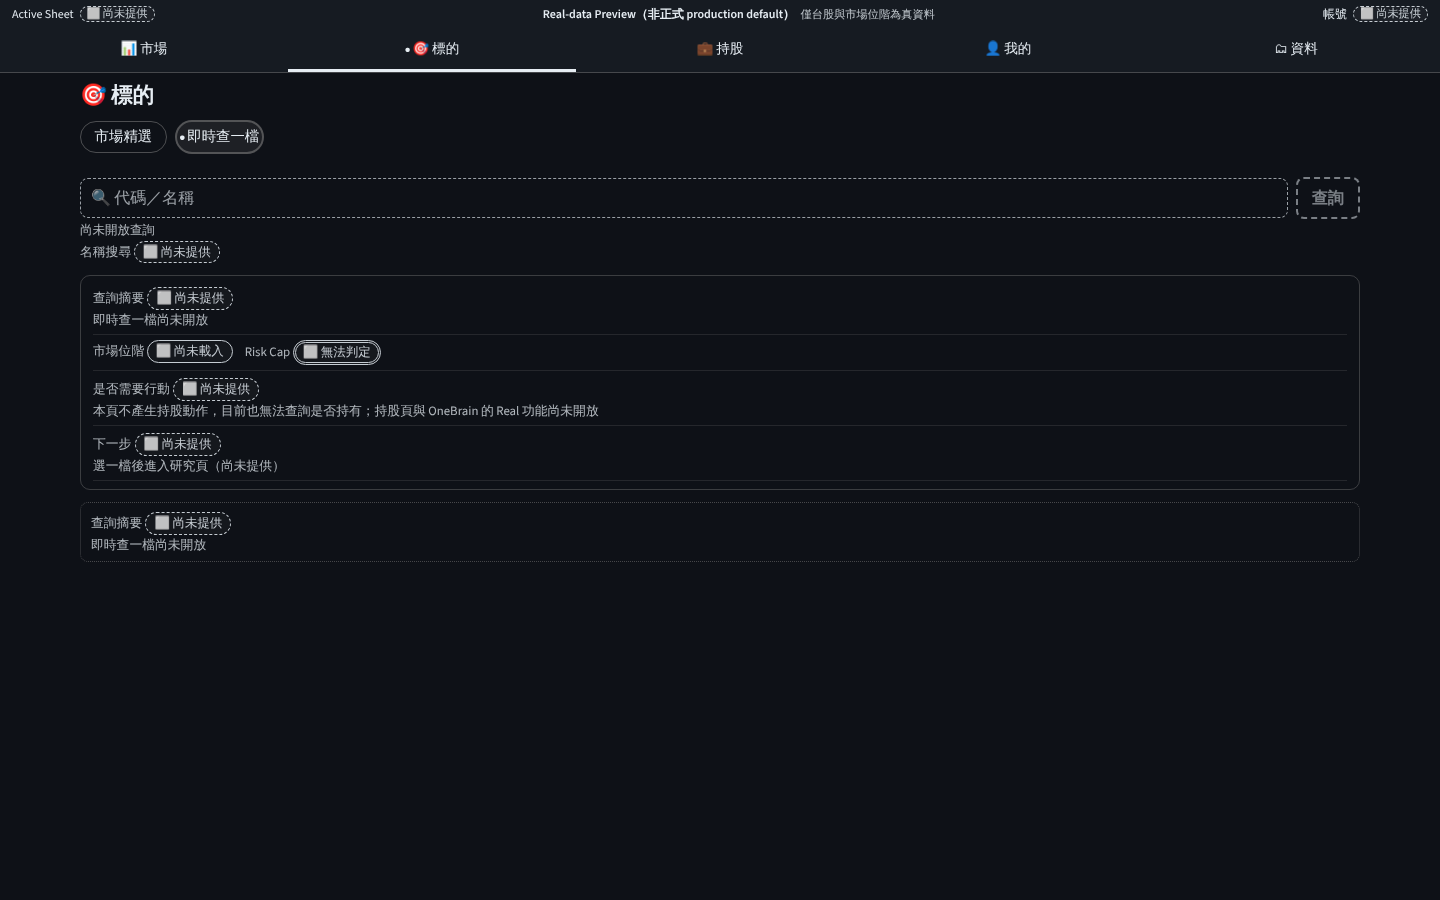 Active Sheet 尚未提供
Real-data Preview（非正式 production default） 僅台股與市場位階為真資料
帳號 尚未提供
市場
• 標的
持股
我的
資料
標的
市場精選
• 即時查一檔
代碼／名稱
查詢
尚未開放查詢
名稱搜尋 尚未提供
查詢摘要 尚未提供
即時查一檔尚未開放
市場位階 尚未載入 Risk Cap 無法判定
是否需要行動 尚未提供
本頁不產生持股動作，目前也無法查詢是否持有；持股頁與 OneBrain 的 Real 功能尚未開放
下一步 尚未提供
選一檔後進入研究頁（尚未提供）
查詢摘要 尚未提供
即時查一檔尚未開放